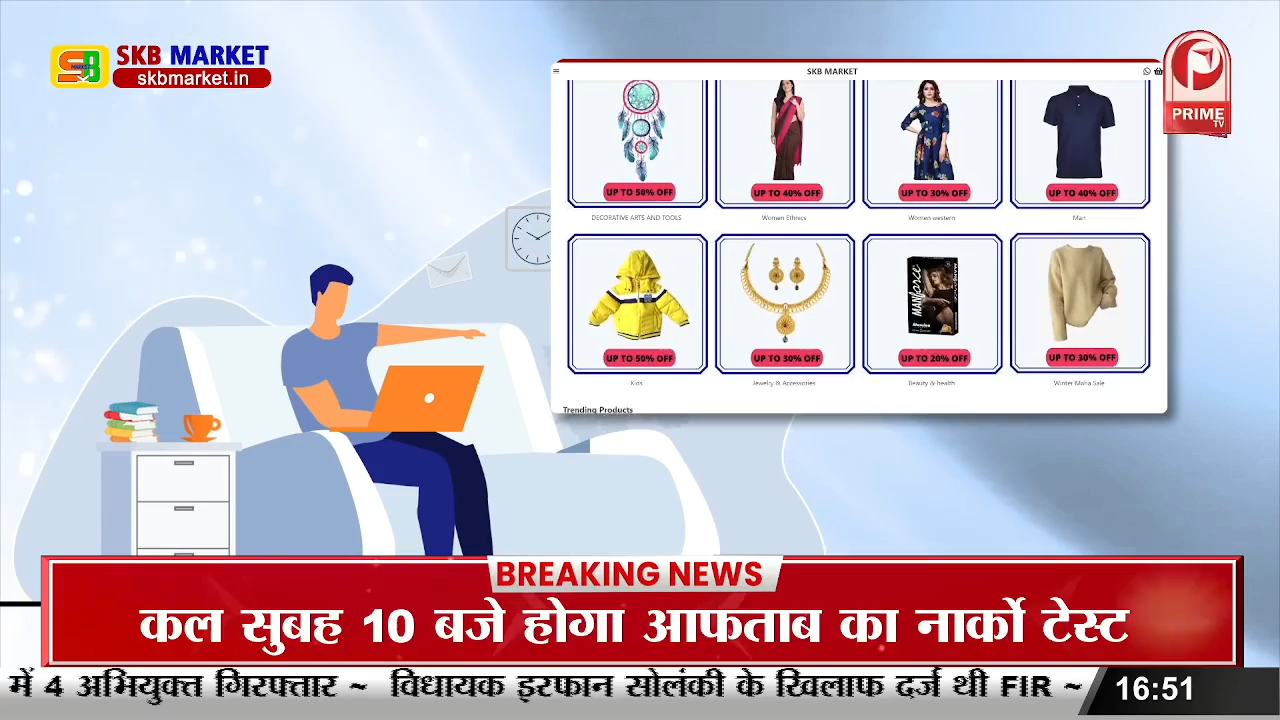 SKB MARKET
skbmarket.in
SKB MARKET
PRIME
TV
UP TO 50% OFF
UP TO 40% OFF
UP TO 30% OFF
UP TO 40% OFF
DECORATIVE ARTS AND TOOLS
Women Ethnics
Women western
Man
MANFORCE
UP TO 50% OFF
UP TO 30% OFF
UP TO 20% OFF
UP TO 30% OFF
Kids
Jewelry & Accessories
Beauty & health
Winter Maha Sale
Trending Products
BREAKING NEWS
कल सुबह 10 बजे होगा आफताब का नार्को टेस्ट
में 4 अभियुक्त गिरफ्तार ~ विधायक इरफान सोलंकी के खिलाफ दर्ज थी FIR ~
16:51